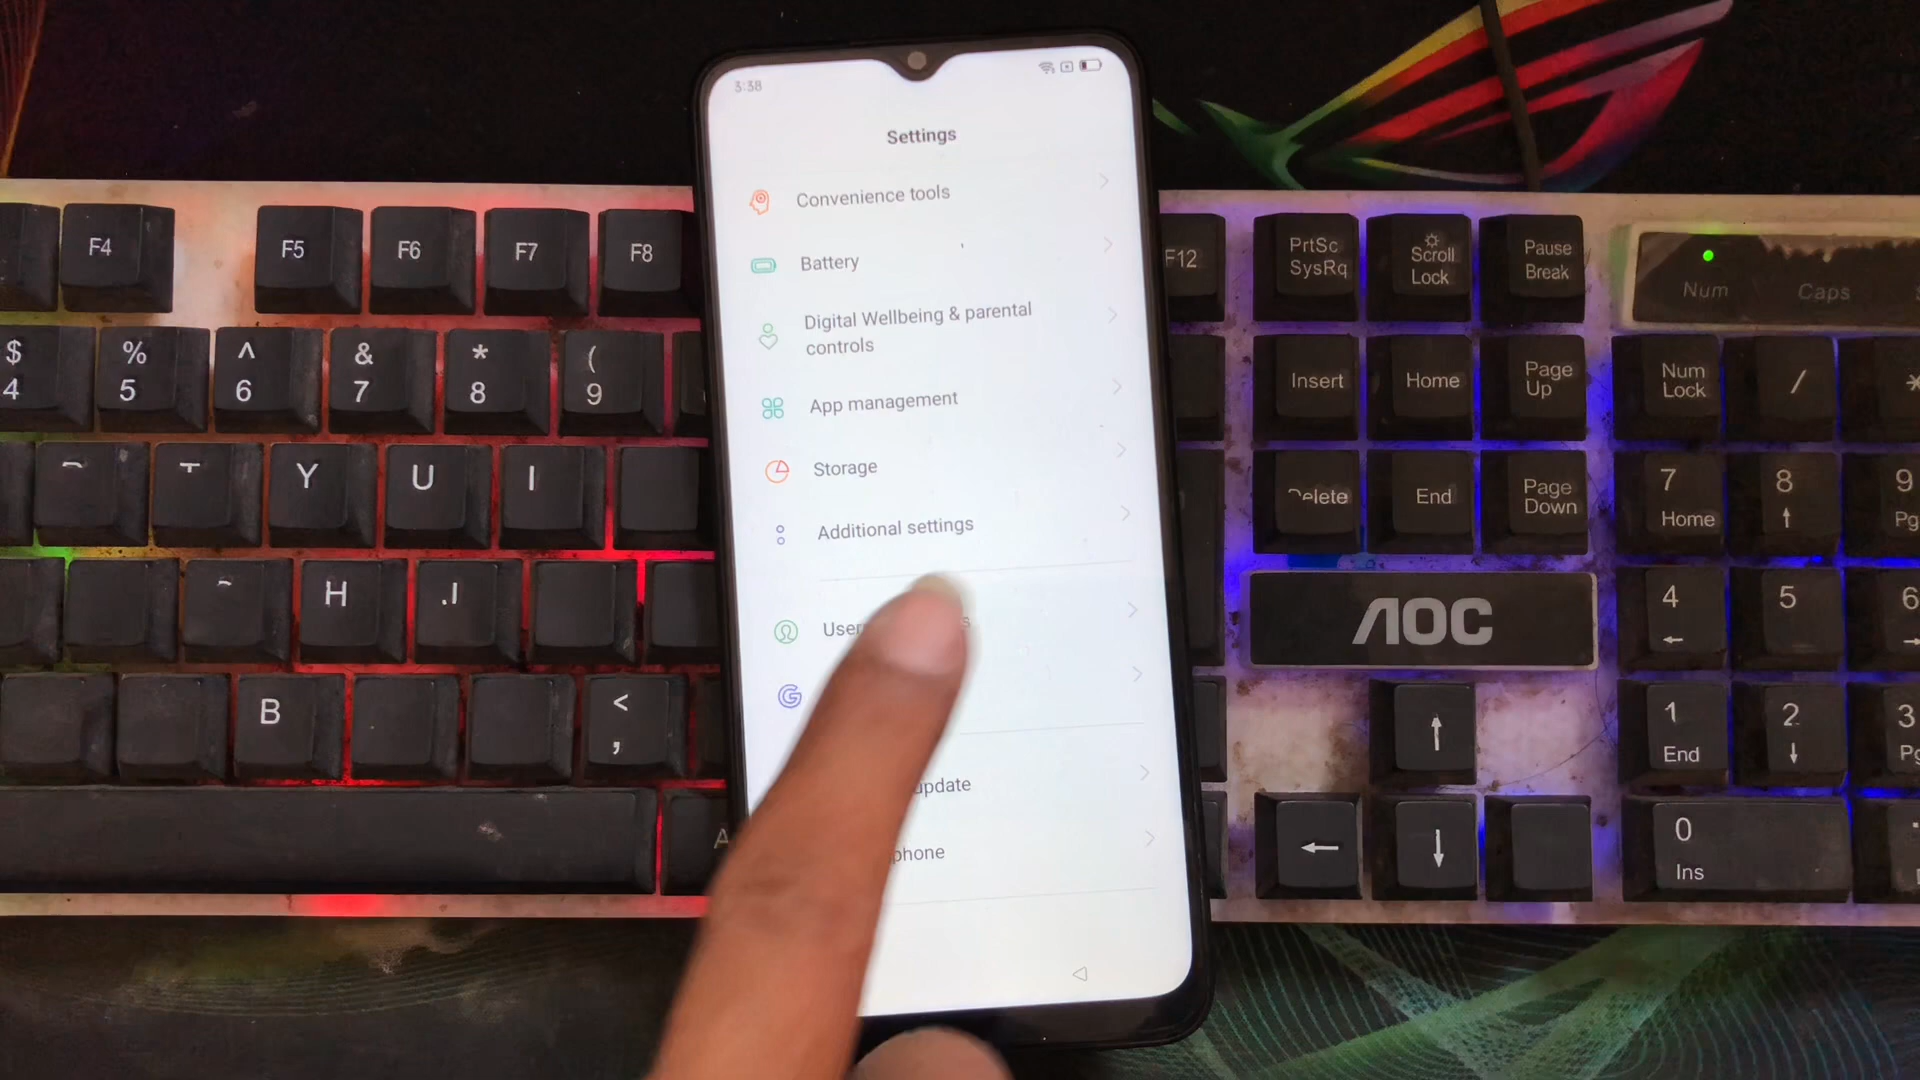 3:38
Settings
Convenience tools
Battery
Digital Wellbeing & parental
controls
App management
Storage
Additional settings
User
update
phone
F4
F5
F6
F7
F8
F12
PrtSc
SysRq
Scroll
Lock
Pause
Break
Num
Caps
$
4
%
5
^
6
&
7
*
8
(
9
Insert
Home
Page
Up
Num
Lock
/
*
T
Y
U
I
Delete
End
Page
Down
7
Home
8
9
H
J
AOC
4
5
6
B
<
,
1
End
2
3
0
Ins